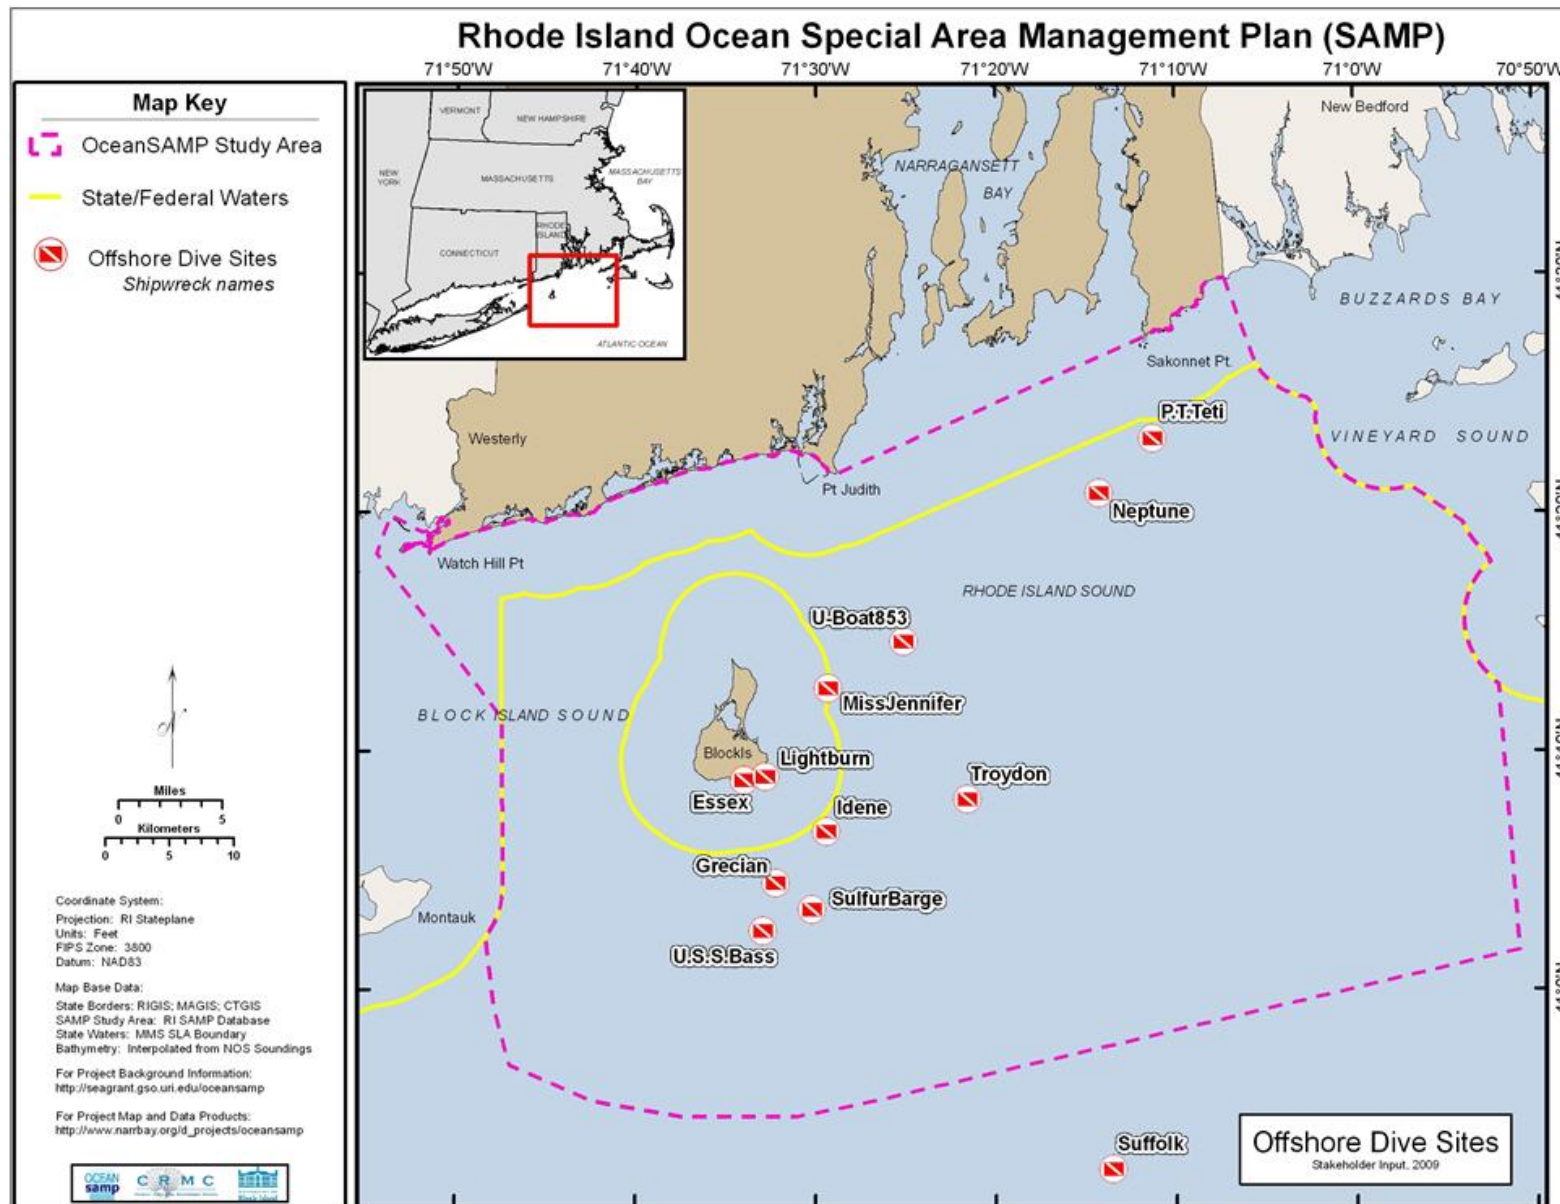 Rhode Island Ocean Special Area Management Plan (SAMP)
71°50'W 71°40'W 71°30'W 71°20'W 71°10'W 71°0'W 70°50'W
Map Key
OceanSAMP Study Area
State/Federal Waters
Offshore Dive Sites
Shipwreck names
Miles
0 5
Kilometers
0 5 10
Coordinate System:
Projection: RI Stateplane
Units: Feet
FIPS Zone: 3800
Datum: NAD83
Map Base Data:
State Borders: RIGIS; MAGIS; CTGIS
SAMP Study Area: RI SAMP Database
State Waters: MMS SLA Boundary
Bathymetry: Interpolated from NOS Soundings
For Project Background Information:
http://seagrant.gso.uri.edu/oceansamp
For Project Map and Data Products:
http://www.narrbay.org/d_projects/oceansamp
OCEAN
samp
CRMC
VERMONT
NEW HAMPSHIRE
NEW
YORK
MASSACHUSETTS
MASSACHUSETTS
BAY
RHODE
ISLAND
CONNECTICUT
ATLANTIC OCEAN
New Bedford
NARRAGANSETT
BAY
BUZZARDS BAY
Sakonnet Pt.
P.T.Teti
VINEYARD SOUND
Westerly
Pt Judith
Neptune
Watch Hill Pt
RHODE ISLAND SOUND
U-Boat853
MissJennifer
BLOCK ISLAND SOUND
BlockIs
Lightburn
Troydon
Essex
Idene
Grecian
SulfurBarge
Montauk
U.S.S.Bass
Suffolk
Offshore Dive Sites
Stakeholder Input, 2009